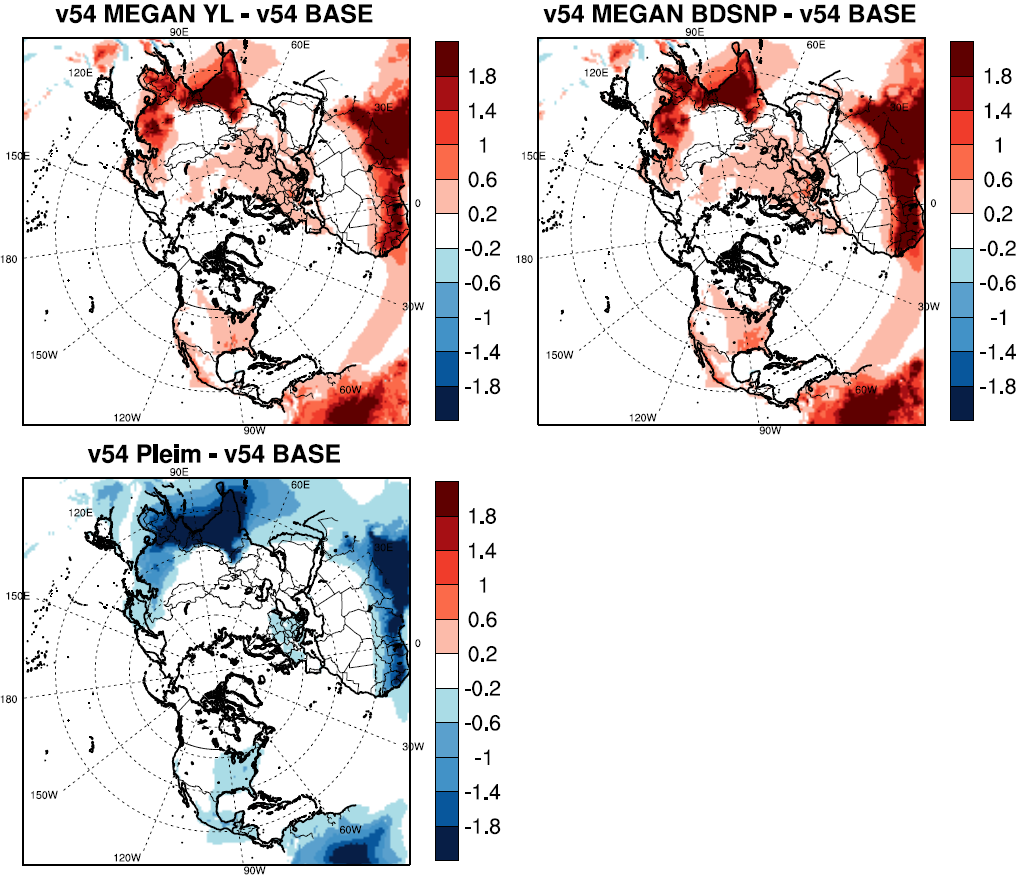 v54 MEGAN YL - v54 BASE
90E
60E
120E
30E
150E
0
180
30W
150W
60W
120W
90W
1.8
1.4
1
0.6
0.2
-0.2
-0.6
-1
-1.4
-1.8
v54 MEGAN BDSNP - v54 BASE
90E
60E
120E
30E
150E
0
180
30W
150W
60W
120W
90W
1.8
1.4
1
0.6
0.2
-0.2
-0.6
-1
-1.4
-1.8
v54 Pleim - v54 BASE
90E
60E
120E
30E
150E
0
180
30W
150W
60W
120W
90W
1.8
1.4
1
0.6
0.2
-0.2
-0.6
-1
-1.4
-1.8